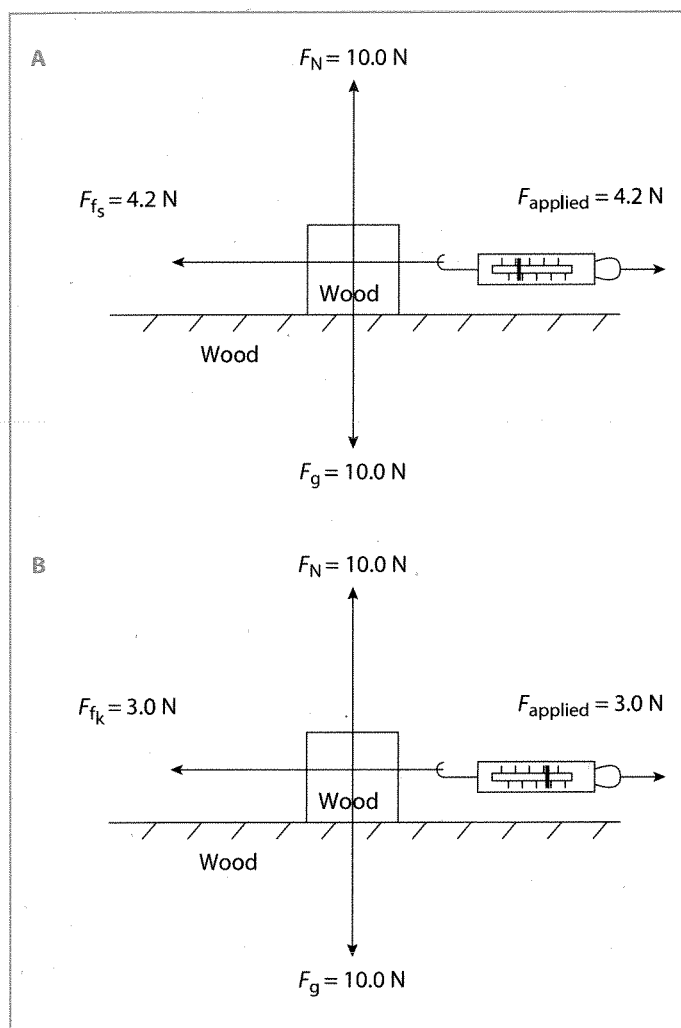 A
F_N = 10.0 N
F_fs = 4.2 N
F_applied = 4.2 N
Wood
Wood
F_g = 10.0 N
B
F_N = 10.0 N
F_fk = 3.0 N
F_applied = 3.0 N
Wood
Wood
F_g = 10.0 N